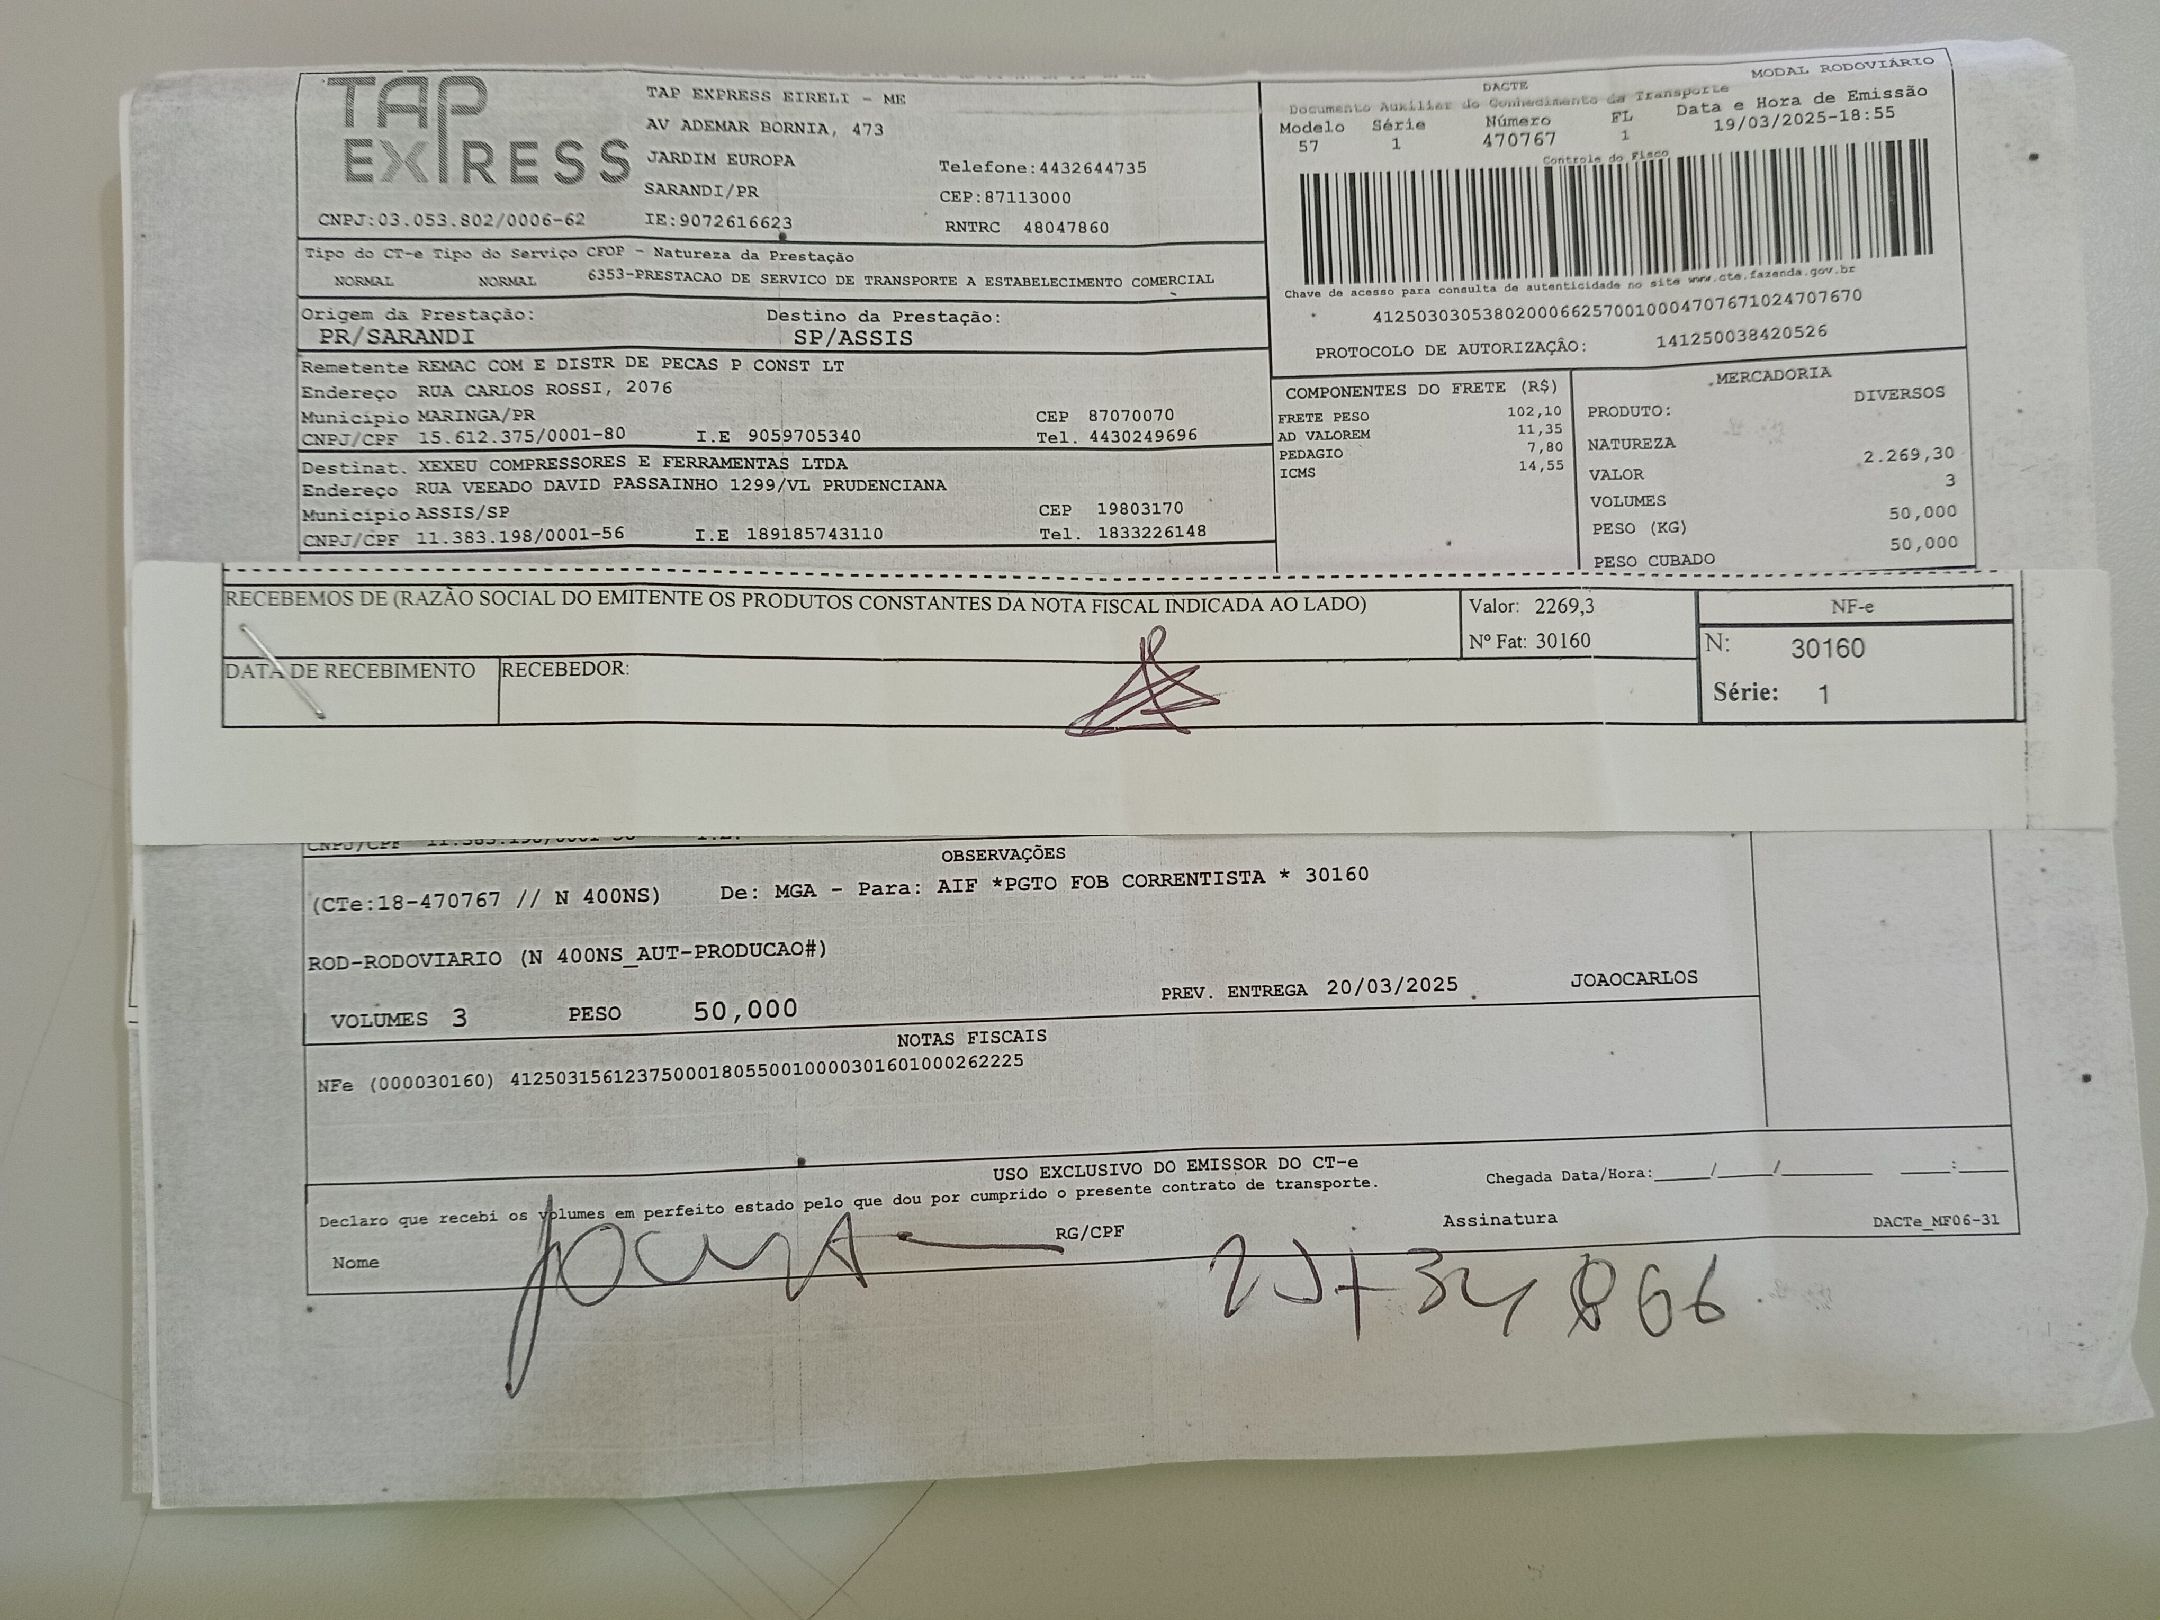 TAP
EXPRESS
TAP EXPRESS EIRELI - ME
AV ADEMAR BORNIA, 473
JARDIM EUROPA
SARANDI/PR
Telefone:4432644735
CEP:87113000
CNPJ:03.053.802/0006-62 IE:9072616623 RNTRC 48047860
DACTE MODAL RODOVIÁRIO
Documento Auxiliar do Conhecimento de Transporte
Modelo Série Número FL Data e Hora de Emissão
57 1 470767 1 19/03/2025-18:55
Controle do Fisco
Chave de acesso para consulta de autenticidade no site www.cte.fazenda.gov.br
41250303053802000662570010004707671024707670
PROTOCOLO DE AUTORIZAÇÃO: 141250038420526
Tipo do CT-e Tipo do Serviço CFOP - Natureza da Prestação
NORMAL NORMAL 6353-PRESTACAO DE SERVICO DE TRANSPORTE A ESTABELECIMENTO COMERCIAL
Origem da Prestação: Destino da Prestação:
PR/SARANDI SP/ASSIS
Remetente REMAC COM E DISTR DE PECAS P CONST LT
Endereço RUA CARLOS ROSSI, 2076
Município MARINGA/PR CEP 87070070
CNPJ/CPF 15.612.375/0001-80 I.E 9059705340 Tel. 4430249696
Destinat. XEXEU COMPRESSORES E FERRAMENTAS LTDA
Endereço RUA VEEADO DAVID PASSAINHO 1299/VL PRUDENCIANA
Município ASSIS/SP CEP 19803170
CNPJ/CPF 11.383.198/0001-56 I.E 189185743110 Tel. 1833226148
COMPONENTES DO FRETE (R$)
FRETE PESO 102,10
AD VALOREM 11,35
PEDAGIO 7,80
ICMS 14,55
MERCADORIA
PRODUTO: DIVERSOS
NATUREZA
VALOR 2.269,30
VOLUMES 3
PESO (KG) 50,000
PESO CUBADO 50,000
RECEBEMOS DE (RAZÃO SOCIAL DO EMITENTE OS PRODUTOS CONSTANTES DA NOTA FISCAL INDICADA AO LADO)
Valor: 2269,3
Nº Fat: 30160
NF-e
N: 30160
Série: 1
DATA DE RECEBIMENTO RECEBEDOR:
OBSERVAÇÕES
(CTe:18-470767 // N 400NS) De: MGA - Para: AIF *PGTO FOB CORRENTISTA * 30160
ROD-RODOVIARIO (N 400NS_AUT-PRODUCAO#)
VOLUMES 3 PESO 50,000 PREV. ENTREGA 20/03/2025 JOAOCARLOS
NOTAS FISCAIS
NFe (000030160) 41250315612375000180550010000301601000262225
USO EXCLUSIVO DO EMISSOR DO CT-e
Declaro que recebi os volumes em perfeito estado pelo que dou por cumprido o presente contrato de transporte.
Chegada Data/Hora:____/____/______ ___:___
Nome RG/CPF Assinatura DACTe_MF06-31